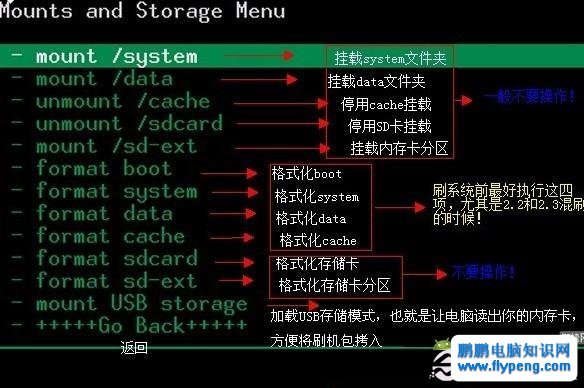 Mounts and Storage Menu
- mount /system 挂载system文件夹
- mount /data 挂载data文件夹
- unmount /cache 停用cache挂载
一般不要操作!
- unmount /sdcard 停用SD卡挂载
- mount /sd-ext 挂载内存卡分区
- format boot 格式化boot
- format system 格式化system
- format data 格式化data
- format cache 格式化cache
刷系统前最好执行这四
项,尤其是2.2和2.3混刷
的时候!
- format sdcard 格式化存储卡
- format sd-ext 格式化存储卡分区
不要操作!
- mount USB storage 加载USB存储模式,也就是让电脑读出你的内存卡,
方便将刷机包拷入
- +++++Go Back+++++
返回
鹏鹏电脑知识网
www.flypeng.com